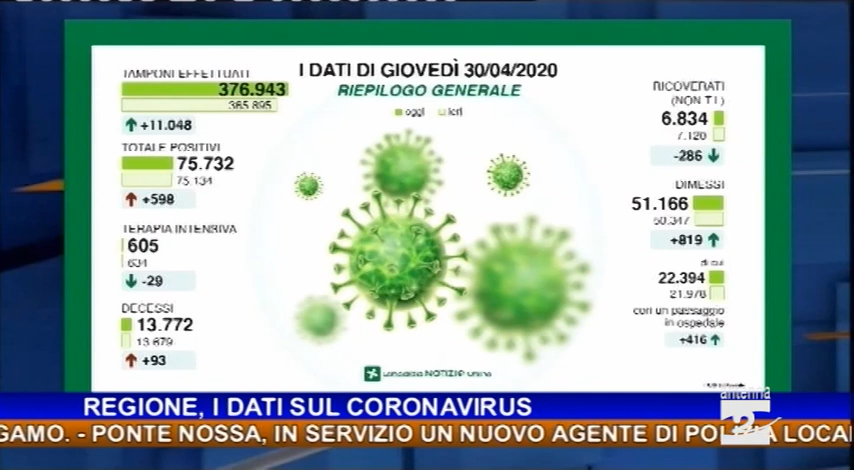 I DATI DI GIOVEDÌ 30/04/2020
RIEPILOGO GENERALE
oggi ieri
TAMPONI EFFETTUATI
376.943
365.895
+11.048
TOTALE POSITIVI
75.732
75.134
+598
TERAPIA INTENSIVA
605
634
-29
DECESSI
13.772
13.679
+93
RICOVERATI
(NON T.I.)
6.834
7.120
-286
DIMESSI
51.166
50.347
+819
di cui
22.394
21.978
con un passaggio
in ospedale
+416
Lombardia NOTIZIE online
REGIONE, I DATI SUL CORONAVIRUS
antenna
2
GAMO. - PONTE NOSSA, IN SERVIZIO UN NUOVO AGENTE DI POLIZIA LOCA